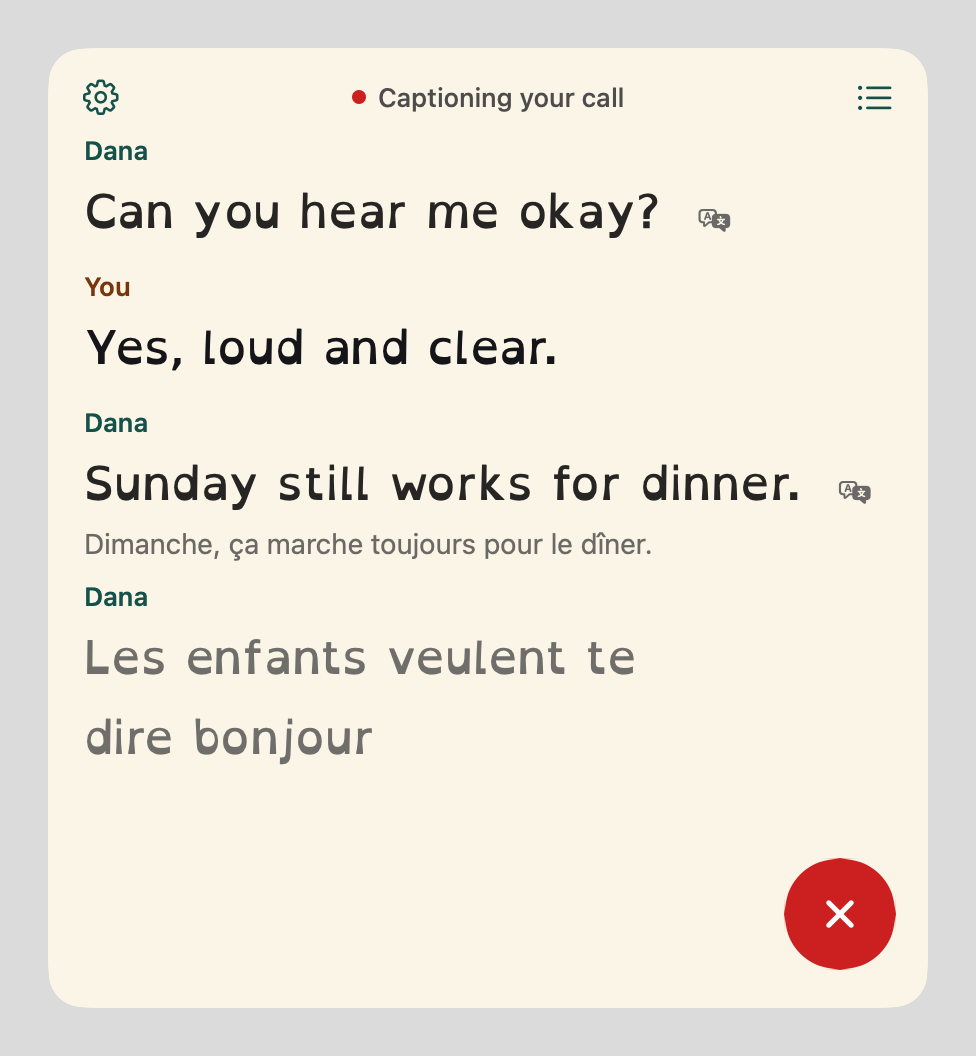 Captioning your call
Dana
Can you hear me okay?
You
Yes, loud and clear.
Dana
Sunday still works for dinner.
Dimanche, ça marche toujours pour le dîner.
Dana
Les enfants veulent te
dire bonjour